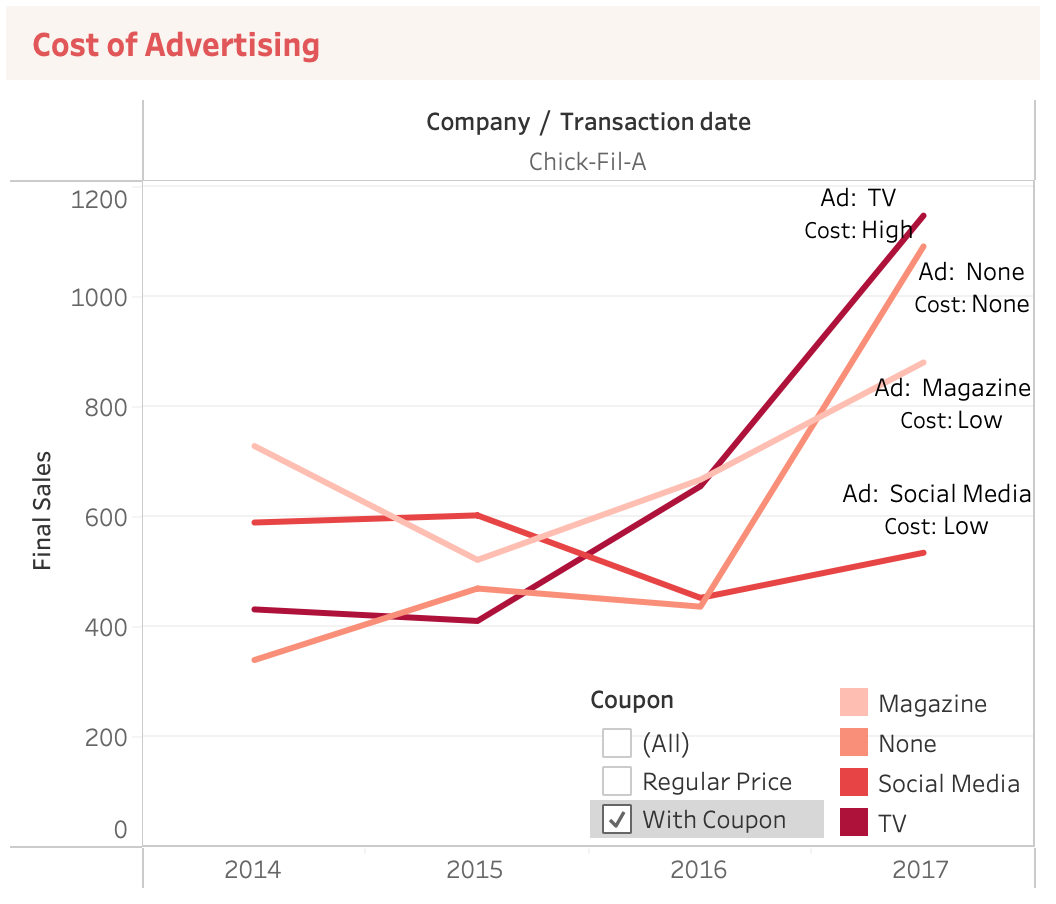 Cost of Advertising
Company / Transaction date
Chick-Fil-A
Final Sales
1200
1000
800
600
400
200
0
Ad: TV
Cost: High
Ad: None
Cost: None
Ad: Magazine
Cost: Low
Ad: Social Media
Cost: Low
Coupon
(All)
Regular Price
With Coupon
Magazine
None
Social Media
TV
2014 2015 2016 2017